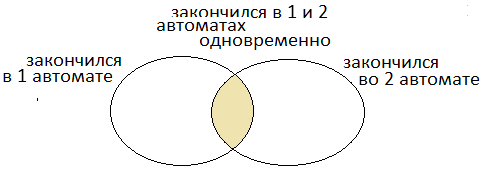 закончился в 1 и 2
автоматах
одновременно
закончился
в 1 автомате
закончился
во 2 автомате